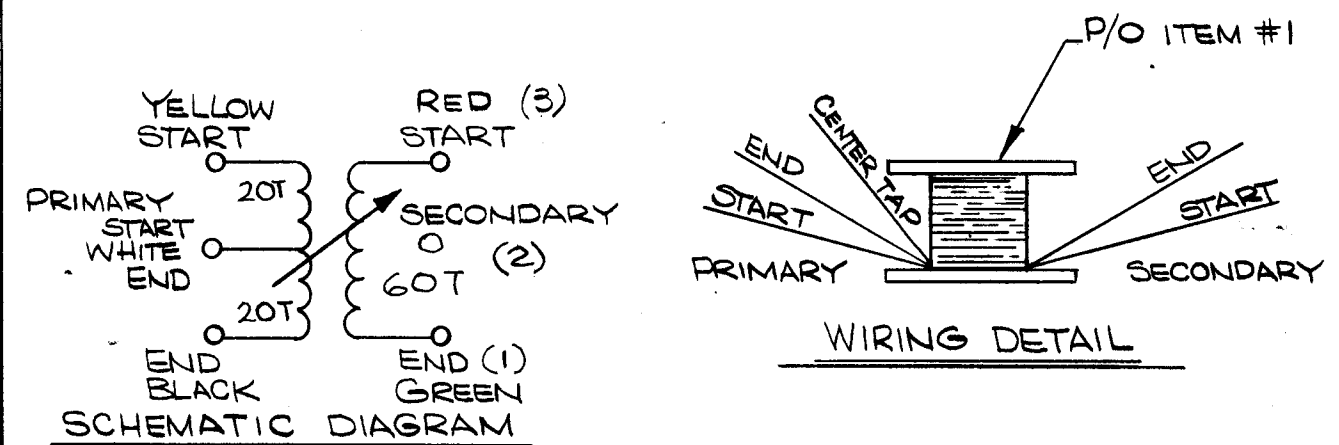 YELLOW
START
20T
PRIMARY
START
WHITE
END
20T
END
BLACK
RED (3)
START
SECONDARY
(2)
60T
END (1)
GREEN
SCHEMATIC DIAGRAM
P/O ITEM #1
CENTER TAP
END
START
PRIMARY
END
START
SECONDARY
WIRING DETAIL